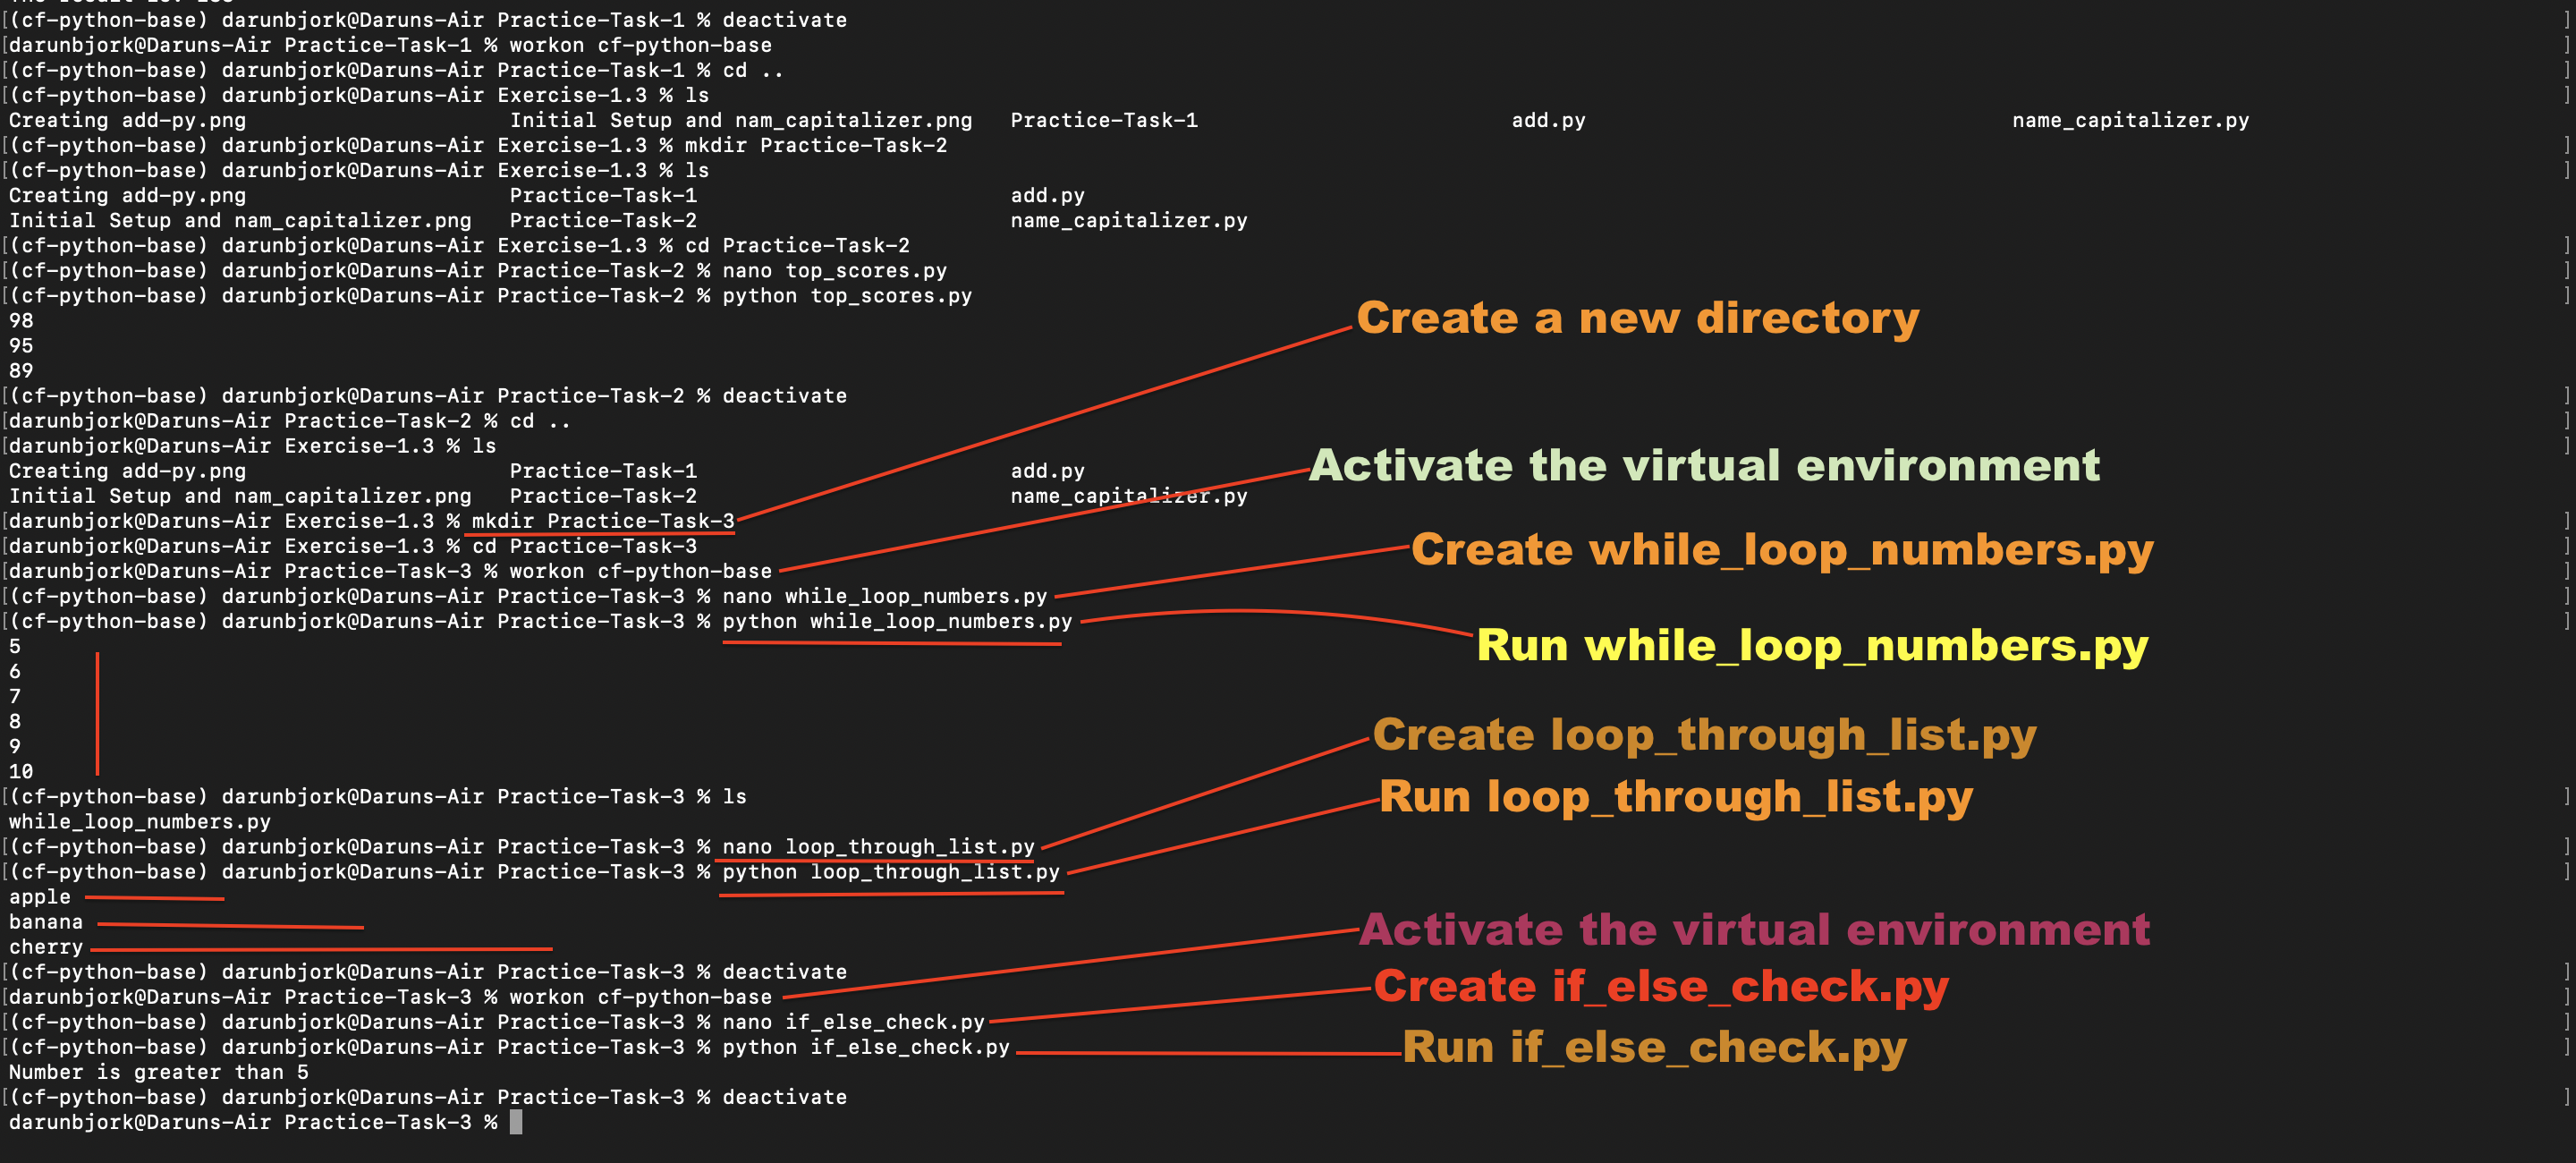 [(cf-python-base) darunbjork@Daruns-Air Practice-Task-1 % deactivate ]
[darunbjork@Daruns-Air Practice-Task-1 % workon cf-python-base ]
[(cf-python-base) darunbjork@Daruns-Air Practice-Task-1 % cd .. ]
[(cf-python-base) darunbjork@Daruns-Air Exercise-1.3 % ls ]
Creating add-py.png Initial Setup and nam_capitalizer.png Practice-Task-1 add.py name_capitalizer.py
[(cf-python-base) darunbjork@Daruns-Air Exercise-1.3 % mkdir Practice-Task-2 ]
[(cf-python-base) darunbjork@Daruns-Air Exercise-1.3 % ls ]
Creating add-py.png Practice-Task-1 add.py
Initial Setup and nam_capitalizer.png Practice-Task-2 name_capitalizer.py
[(cf-python-base) darunbjork@Daruns-Air Exercise-1.3 % cd Practice-Task-2 ]
[(cf-python-base) darunbjork@Daruns-Air Practice-Task-2 % nano top_scores.py ]
[(cf-python-base) darunbjork@Daruns-Air Practice-Task-2 % python top_scores.py ]
98
Create a new directory
95
89
[(cf-python-base) darunbjork@Daruns-Air Practice-Task-2 % deactivate ]
[darunbjork@Daruns-Air Practice-Task-2 % cd .. ]
[darunbjork@Daruns-Air Exercise-1.3 % ls ]
Creating add-py.png Practice-Task-1 add.py
Activate the virtual environment
Initial Setup and nam_capitalizer.png Practice-Task-2 name_capitalizer.py
[darunbjork@Daruns-Air Exercise-1.3 % mkdir Practice-Task-3 ]
[darunbjork@Daruns-Air Exercise-1.3 % cd Practice-Task-3 ]
Create while_loop_numbers.py
[darunbjork@Daruns-Air Practice-Task-3 % workon cf-python-base ]
[(cf-python-base) darunbjork@Daruns-Air Practice-Task-3 % nano while_loop_numbers.py ]
[(cf-python-base) darunbjork@Daruns-Air Practice-Task-3 % python while_loop_numbers.py ]
5
Run while_loop_numbers.py
6
7
8
Create loop_through_list.py
9
10
[(cf-python-base) darunbjork@Daruns-Air Practice-Task-3 % ls ]
Run loop_through_list.py
while_loop_numbers.py
[(cf-python-base) darunbjork@Daruns-Air Practice-Task-3 % nano loop_through_list.py ]
[(cf-python-base) darunbjork@Daruns-Air Practice-Task-3 % python loop_through_list.py ]
apple
banana
Activate the virtual environment
cherry
[(cf-python-base) darunbjork@Daruns-Air Practice-Task-3 % deactivate ]
Create if_else_check.py
[darunbjork@Daruns-Air Practice-Task-3 % workon cf-python-base ]
[(cf-python-base) darunbjork@Daruns-Air Practice-Task-3 % nano if_else_check.py ]
[(cf-python-base) darunbjork@Daruns-Air Practice-Task-3 % python if_else_check.py ]
Run if_else_check.py
Number is greater than 5
[(cf-python-base) darunbjork@Daruns-Air Practice-Task-3 % deactivate ]
darunbjork@Daruns-Air Practice-Task-3 %